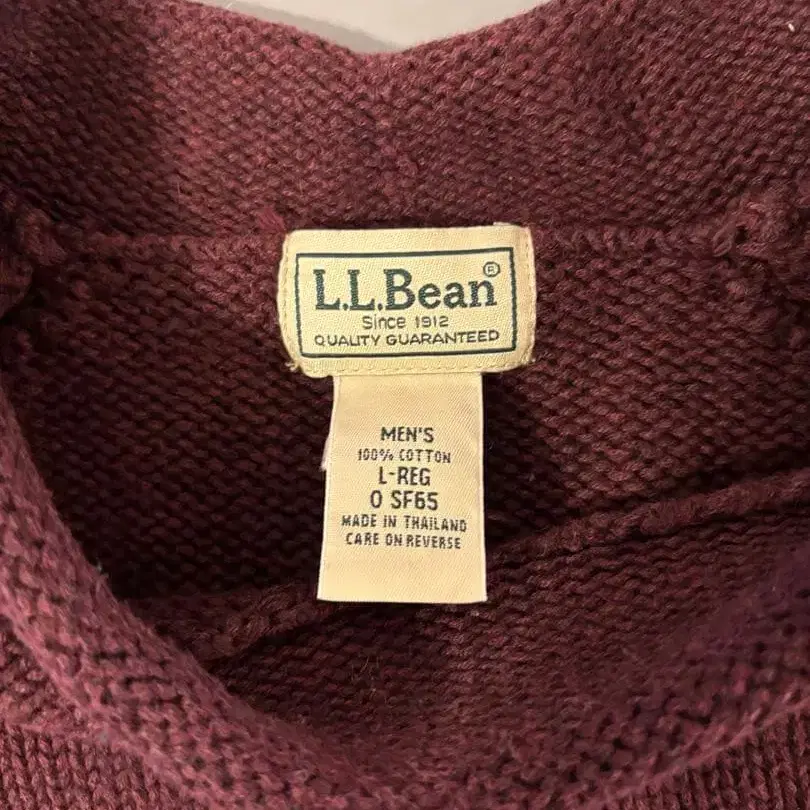 L.L.Bean®
Since 1912
QUALITY GUARANTEED
MEN'S
100% COTTON
L-REG
0 SF65
MADE IN THAILAND
CARE ON REVERSE